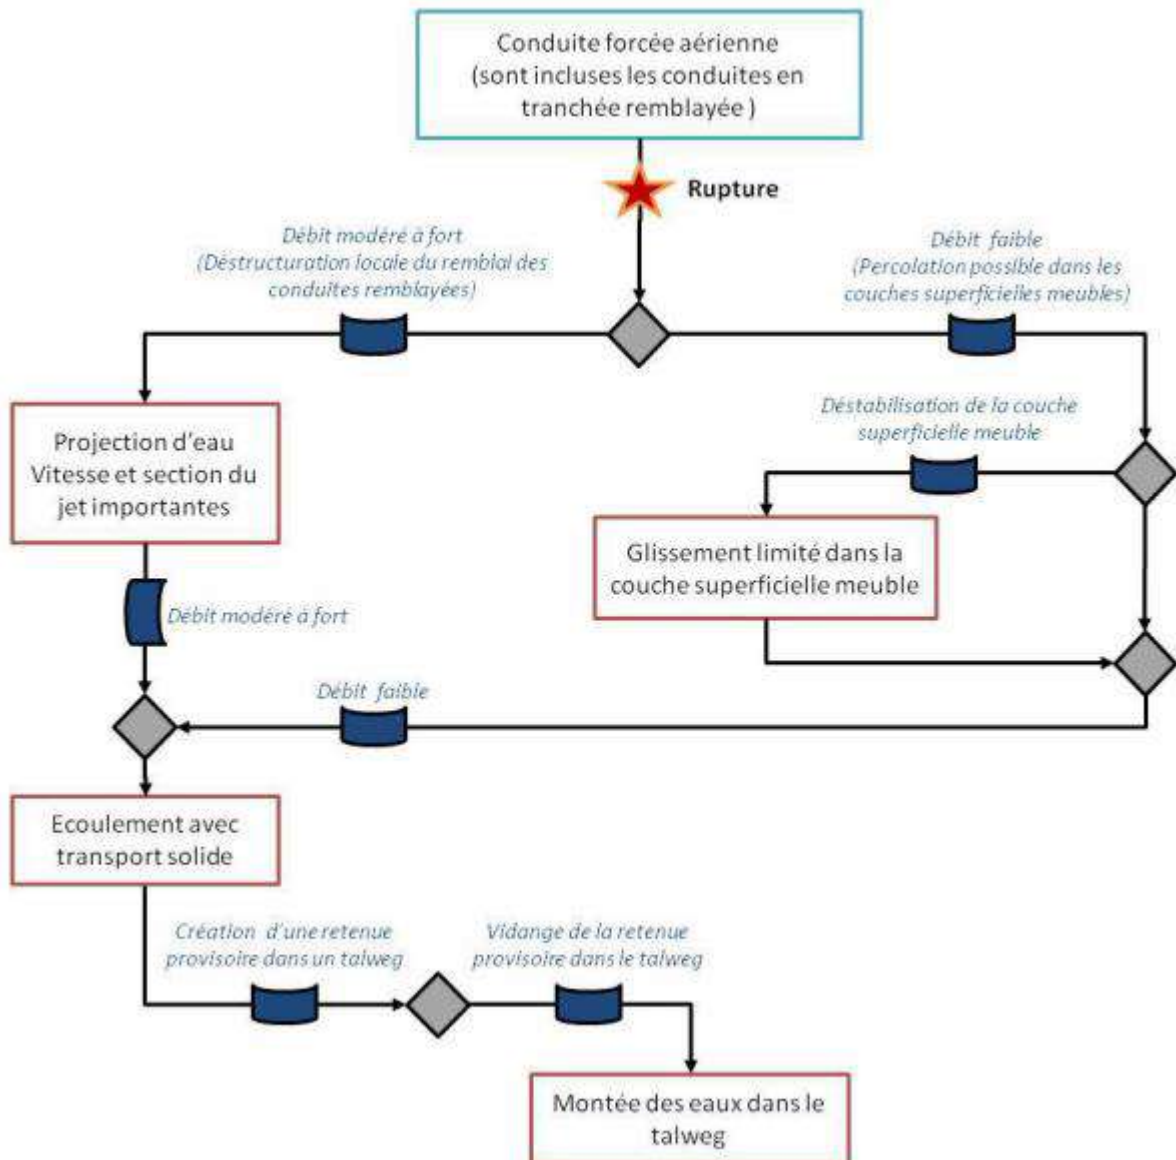 Conduite forcée aérienne
(sont incluses les conduites en
tranchée remblayée )
Rupture
Débit modéré à fort
(Déstructuration locale du remblai des
conduites remblayées)
Débit faible
(Percolation possible dans les
couches superficielles meubles)
Projection d'eau
Vitesse et section du
jet importantes
Déstabilisation de la couche
superficielle meuble
Glissement limité dans la
couche superficielle meuble
Débit modéré à fort
Débit faible
Ecoulement avec
transport solide
Création d'une retenue
provisoire dans un talweg
Vidange de la retenue
provisoire dans le talweg
Montée des eaux dans le
talweg